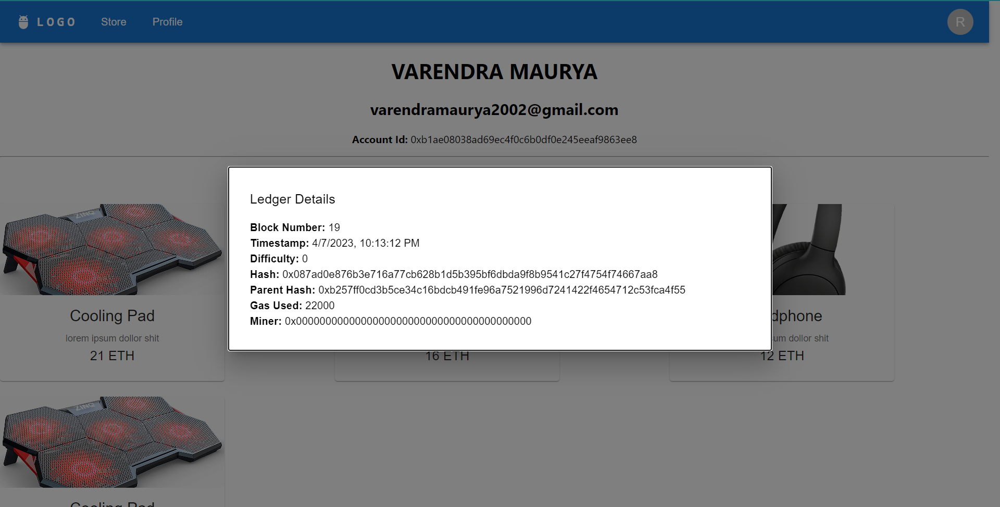 LOGO Store Profile R
VARENDRA MAURYA
varendramaurya2002@gmail.com
Account Id: 0xb1ae08038ad69ec4f0c6b0df0e245eeaf9863ee8
Ledger Details
Block Number: 19
Timestamp: 4/7/2023, 10:13:12 PM
Difficulty: 0
Hash: 0x087ad0e876b3e716a77cb628b1d5b395bf6dbda9f8b9541c27f4754f74667aa8
Parent Hash: 0xb257ff0cd3b5ce34c16bdcb491fe96a7521996d7241422f4654712c53fca4f55
Gas Used: 22000
Miner: 0x0000000000000000000000000000000000000000
ZINQ
Cooling Pad
lorem ipsum dollor shit
21 ETH
16 ETH
dphone
um dollor shit
12 ETH
ZINQ
Cooling Pad